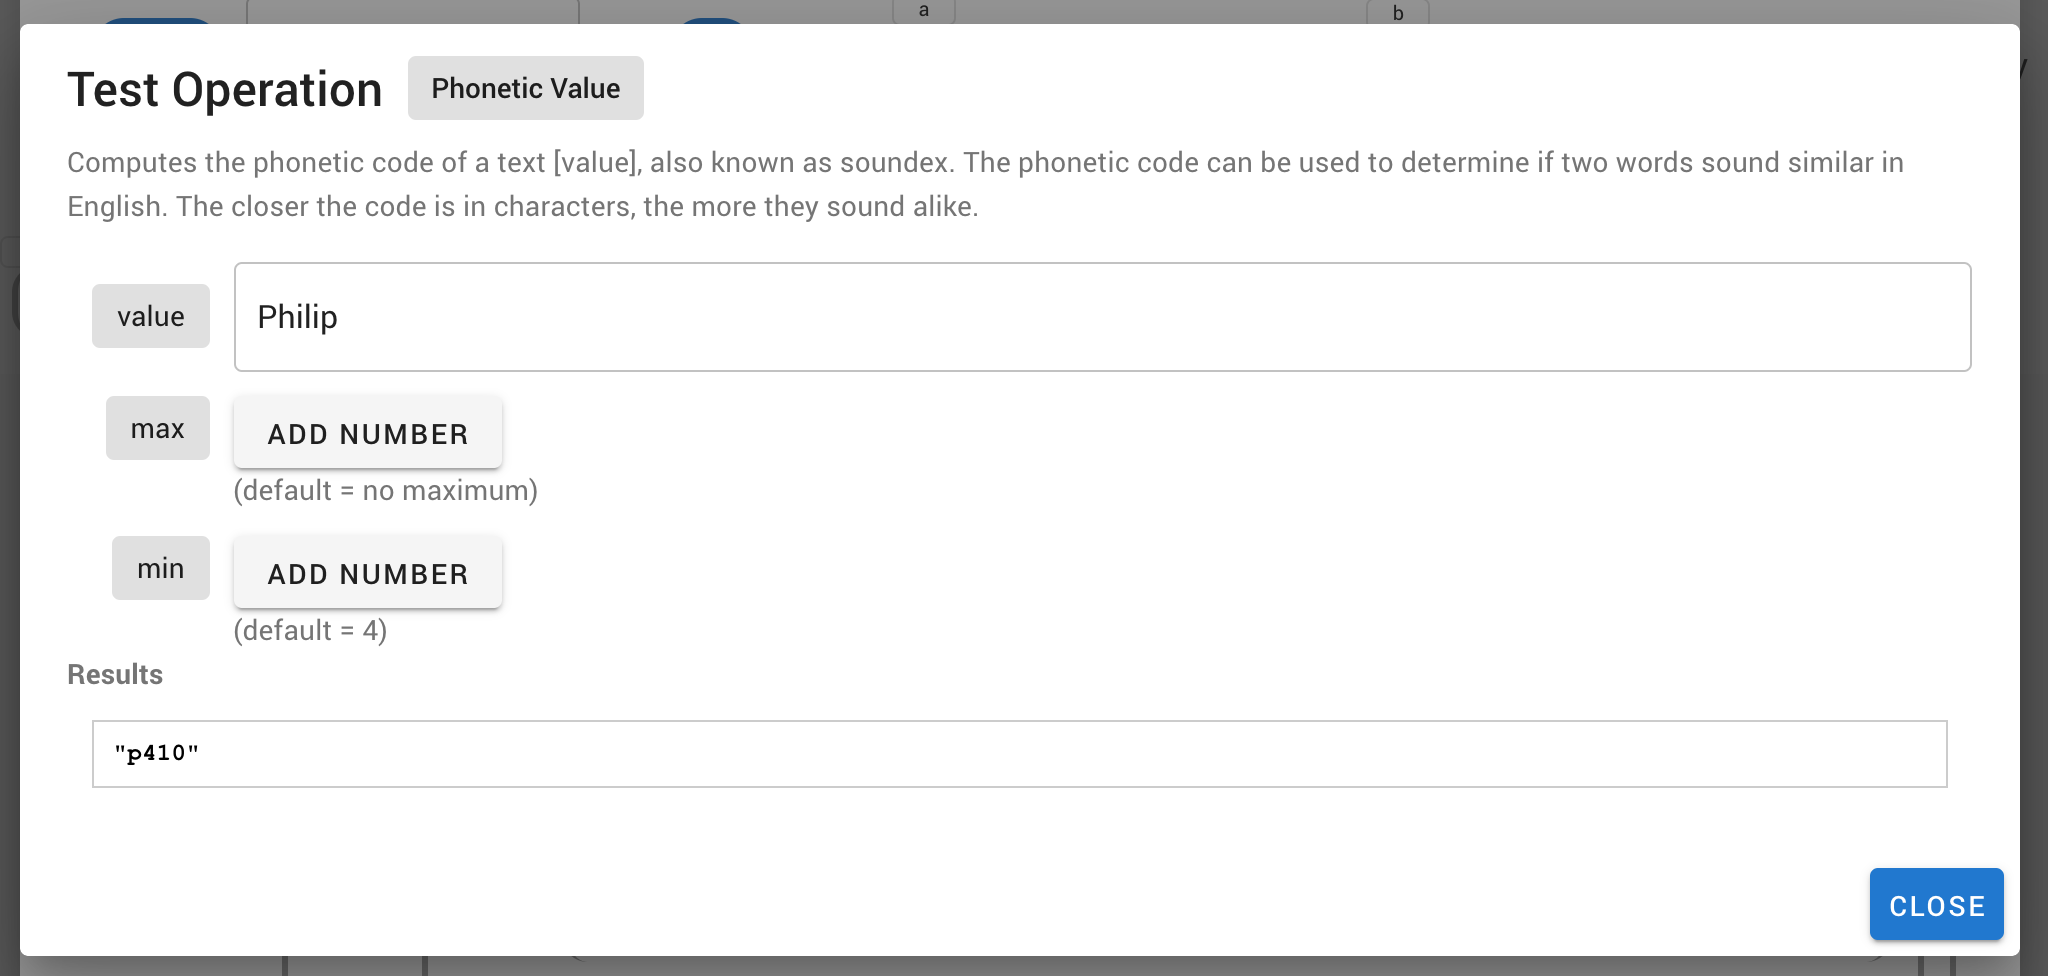 a
b
Test Operation
Phonetic Value
Computes the phonetic code of a text [value], also known as soundex. The phonetic code can be used to determine if two words sound similar in
English. The closer the code is in characters, the more they sound alike.
value
Philip
max
ADD NUMBER
(default = no maximum)
min
ADD NUMBER
(default = 4)
Results
"p410"
CLOSE